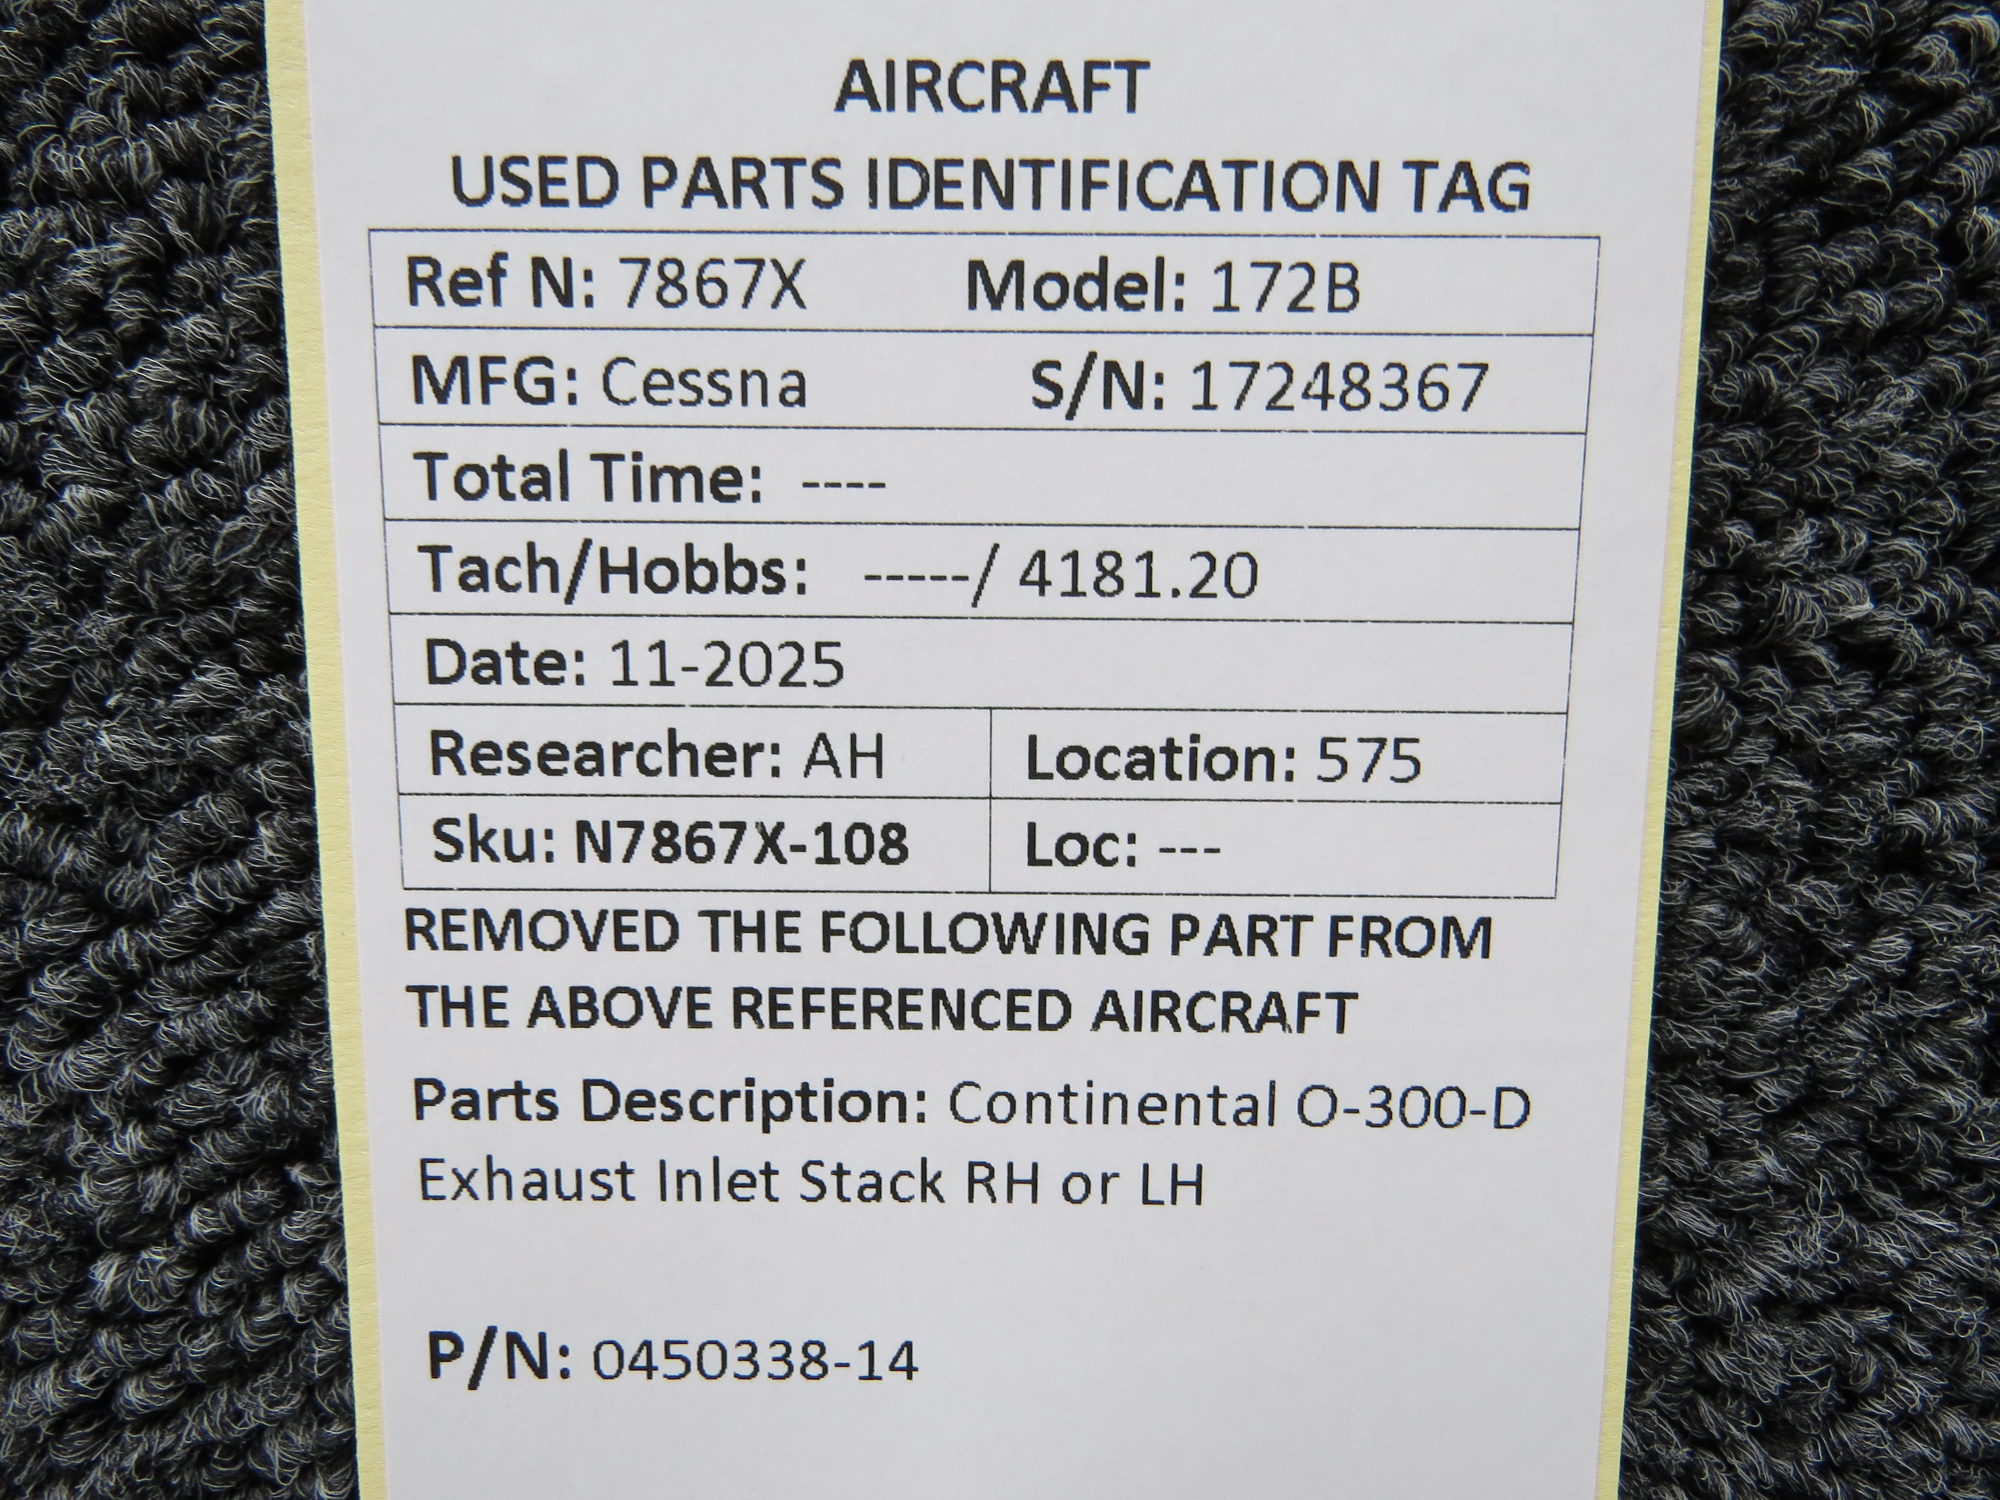 AIRCRAFT
USED PARTS IDENTIFICATION TAG
Ref N: 7867X Model: 172B
MFG: Cessna S/N: 17248367
Total Time: ----
Tach/Hobbs: -----/ 4181.20
Date: 11-2025
Researcher: AH Location: 575
Sku: N7867X-108 Loc: ---
REMOVED THE FOLLOWING PART FROM
THE ABOVE REFERENCED AIRCRAFT
Parts Description: Continental O-300-D
Exhaust Inlet Stack RH or LH
P/N: 0450338-14